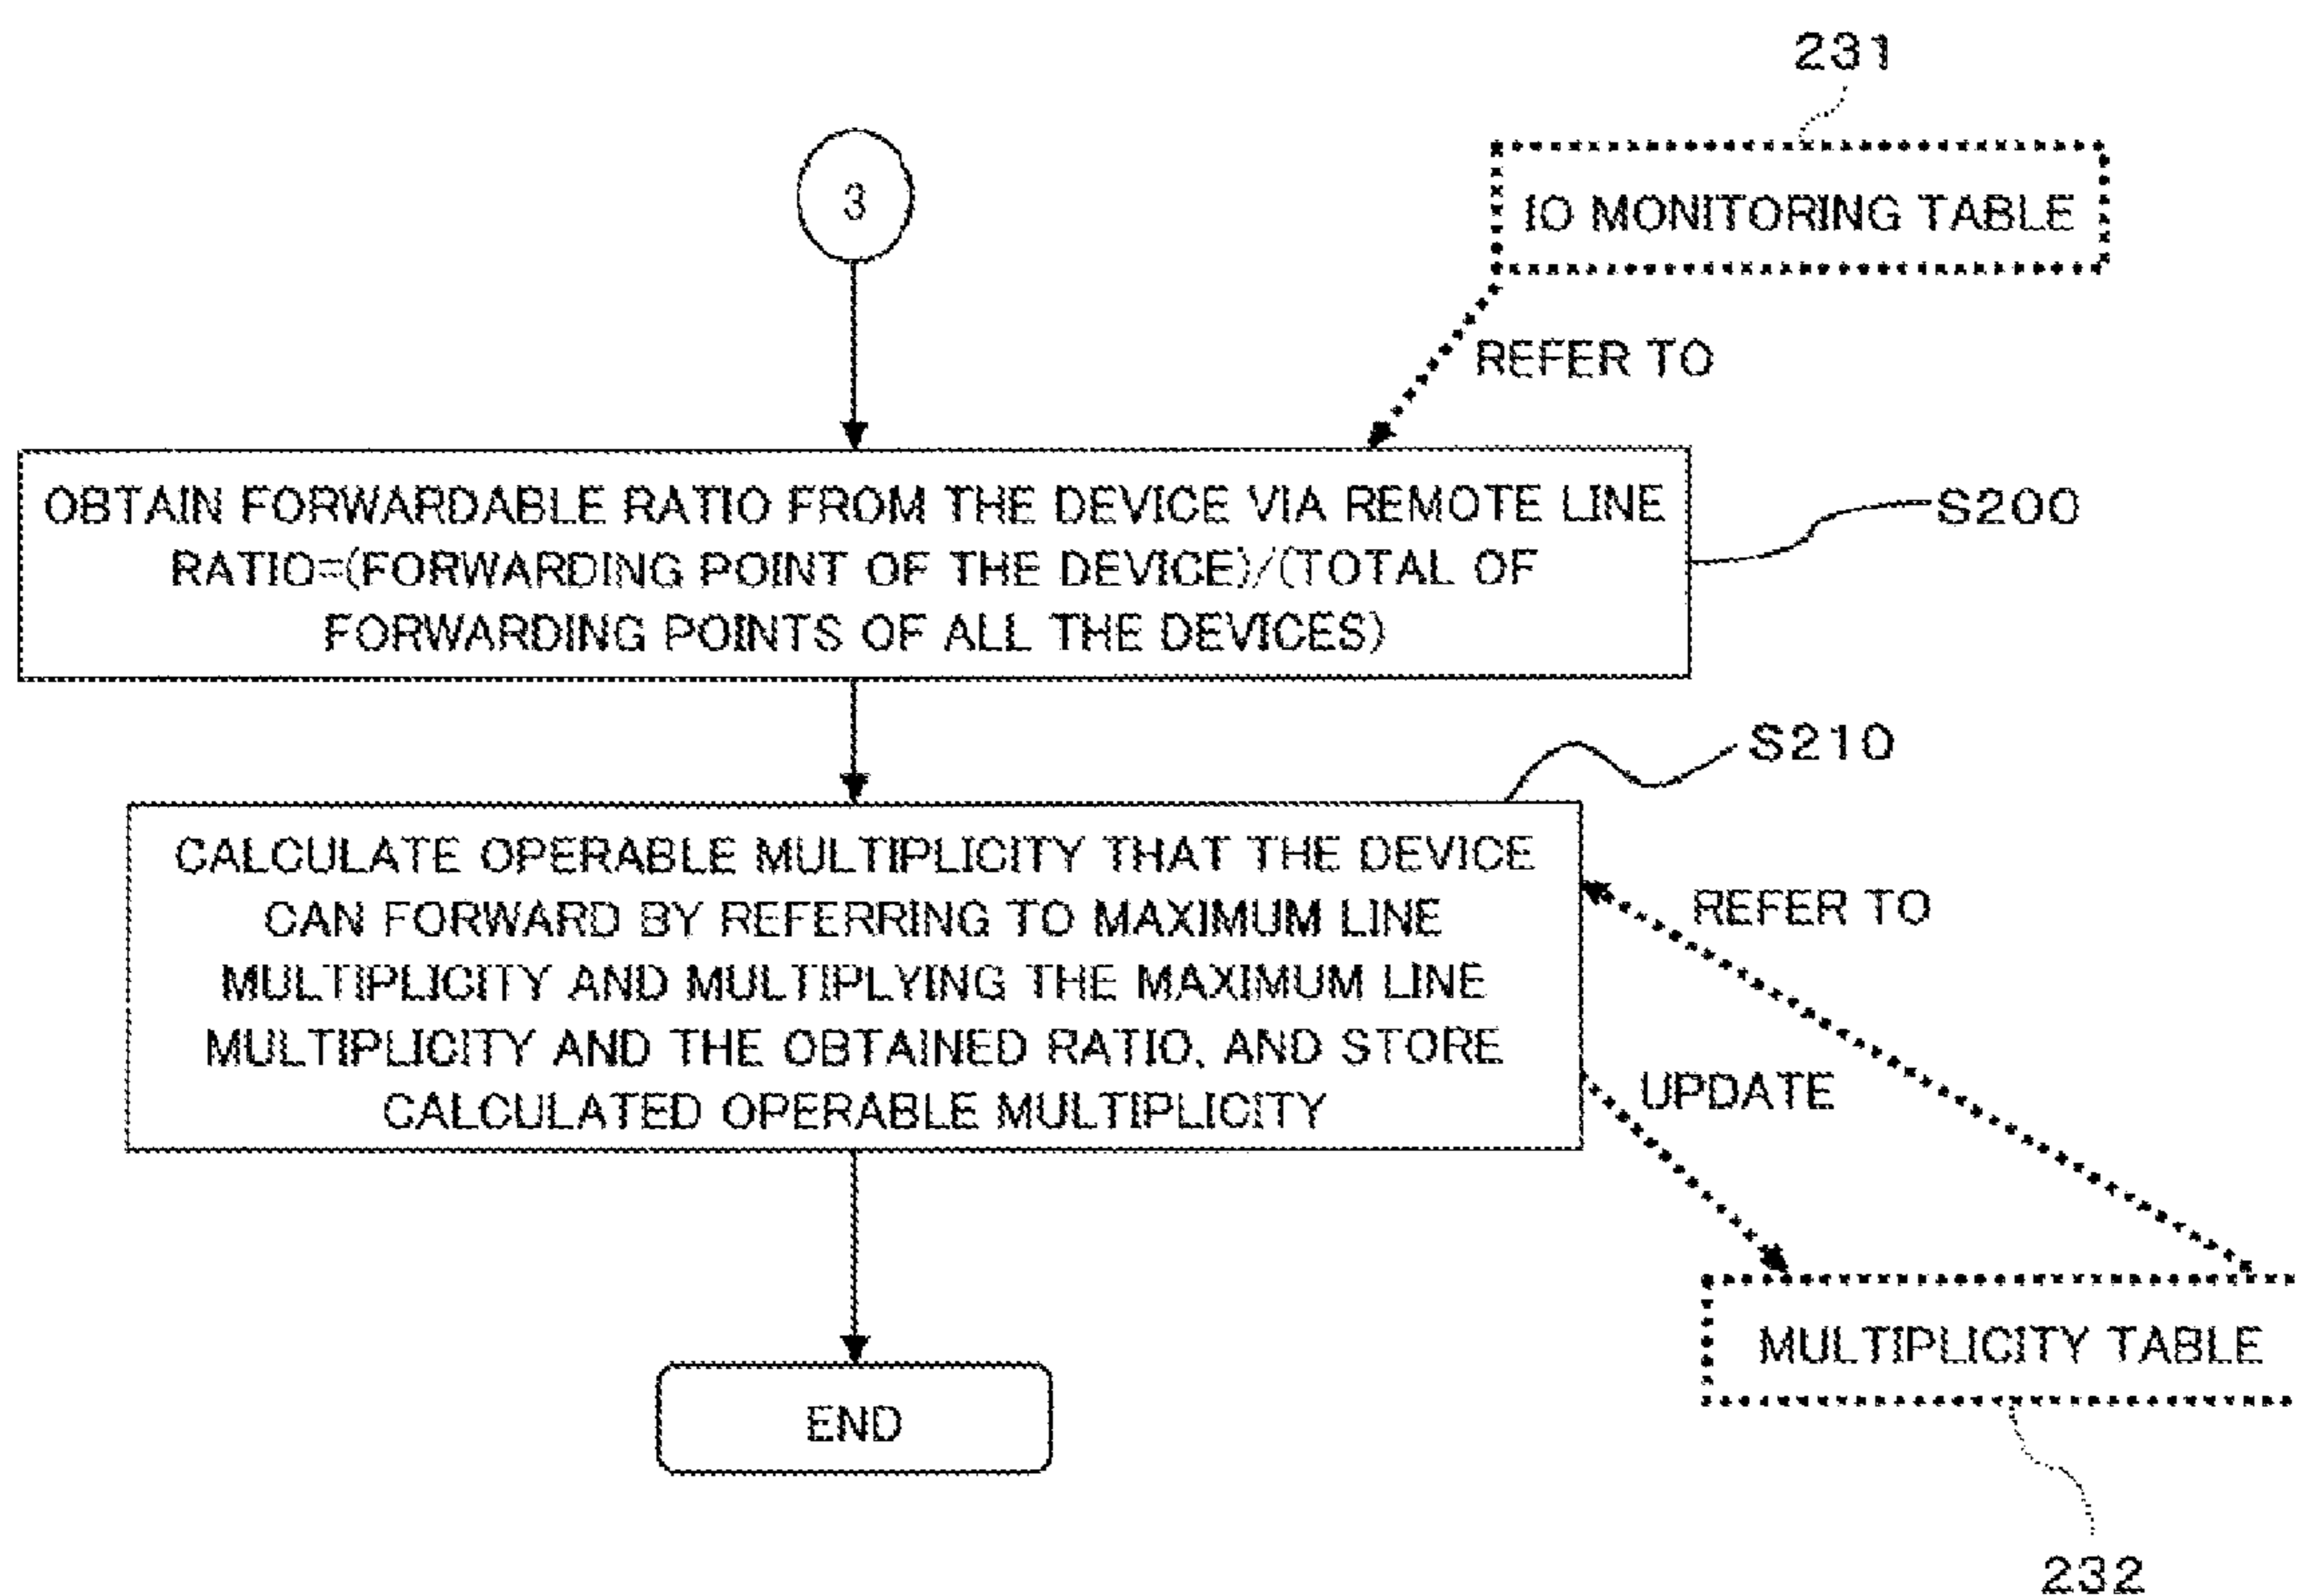 231
3
IO MONITORING TABLE
REFER TO
OBTAIN FORWARDABLE RATIO FROM THE DEVICE VIA REMOTE LINE
RATIO=(FORWARDING POINT OF THE DEVICE)/(TOTAL OF
FORWARDING POINTS OF ALL THE DEVICES)
S200
S210
CALCULATE OPERABLE MULTIPLICITY THAT THE DEVICE
CAN FORWARD BY REFERRING TO MAXIMUM LINE
MULTIPLICITY AND MULTIPLYING THE MAXIMUM LINE
MULTIPLICITY AND THE OBTAINED RATIO, AND STORE
CALCULATED OPERABLE MULTIPLICITY
REFER TO
UPDATE
MULTIPLICITY TABLE
END
232